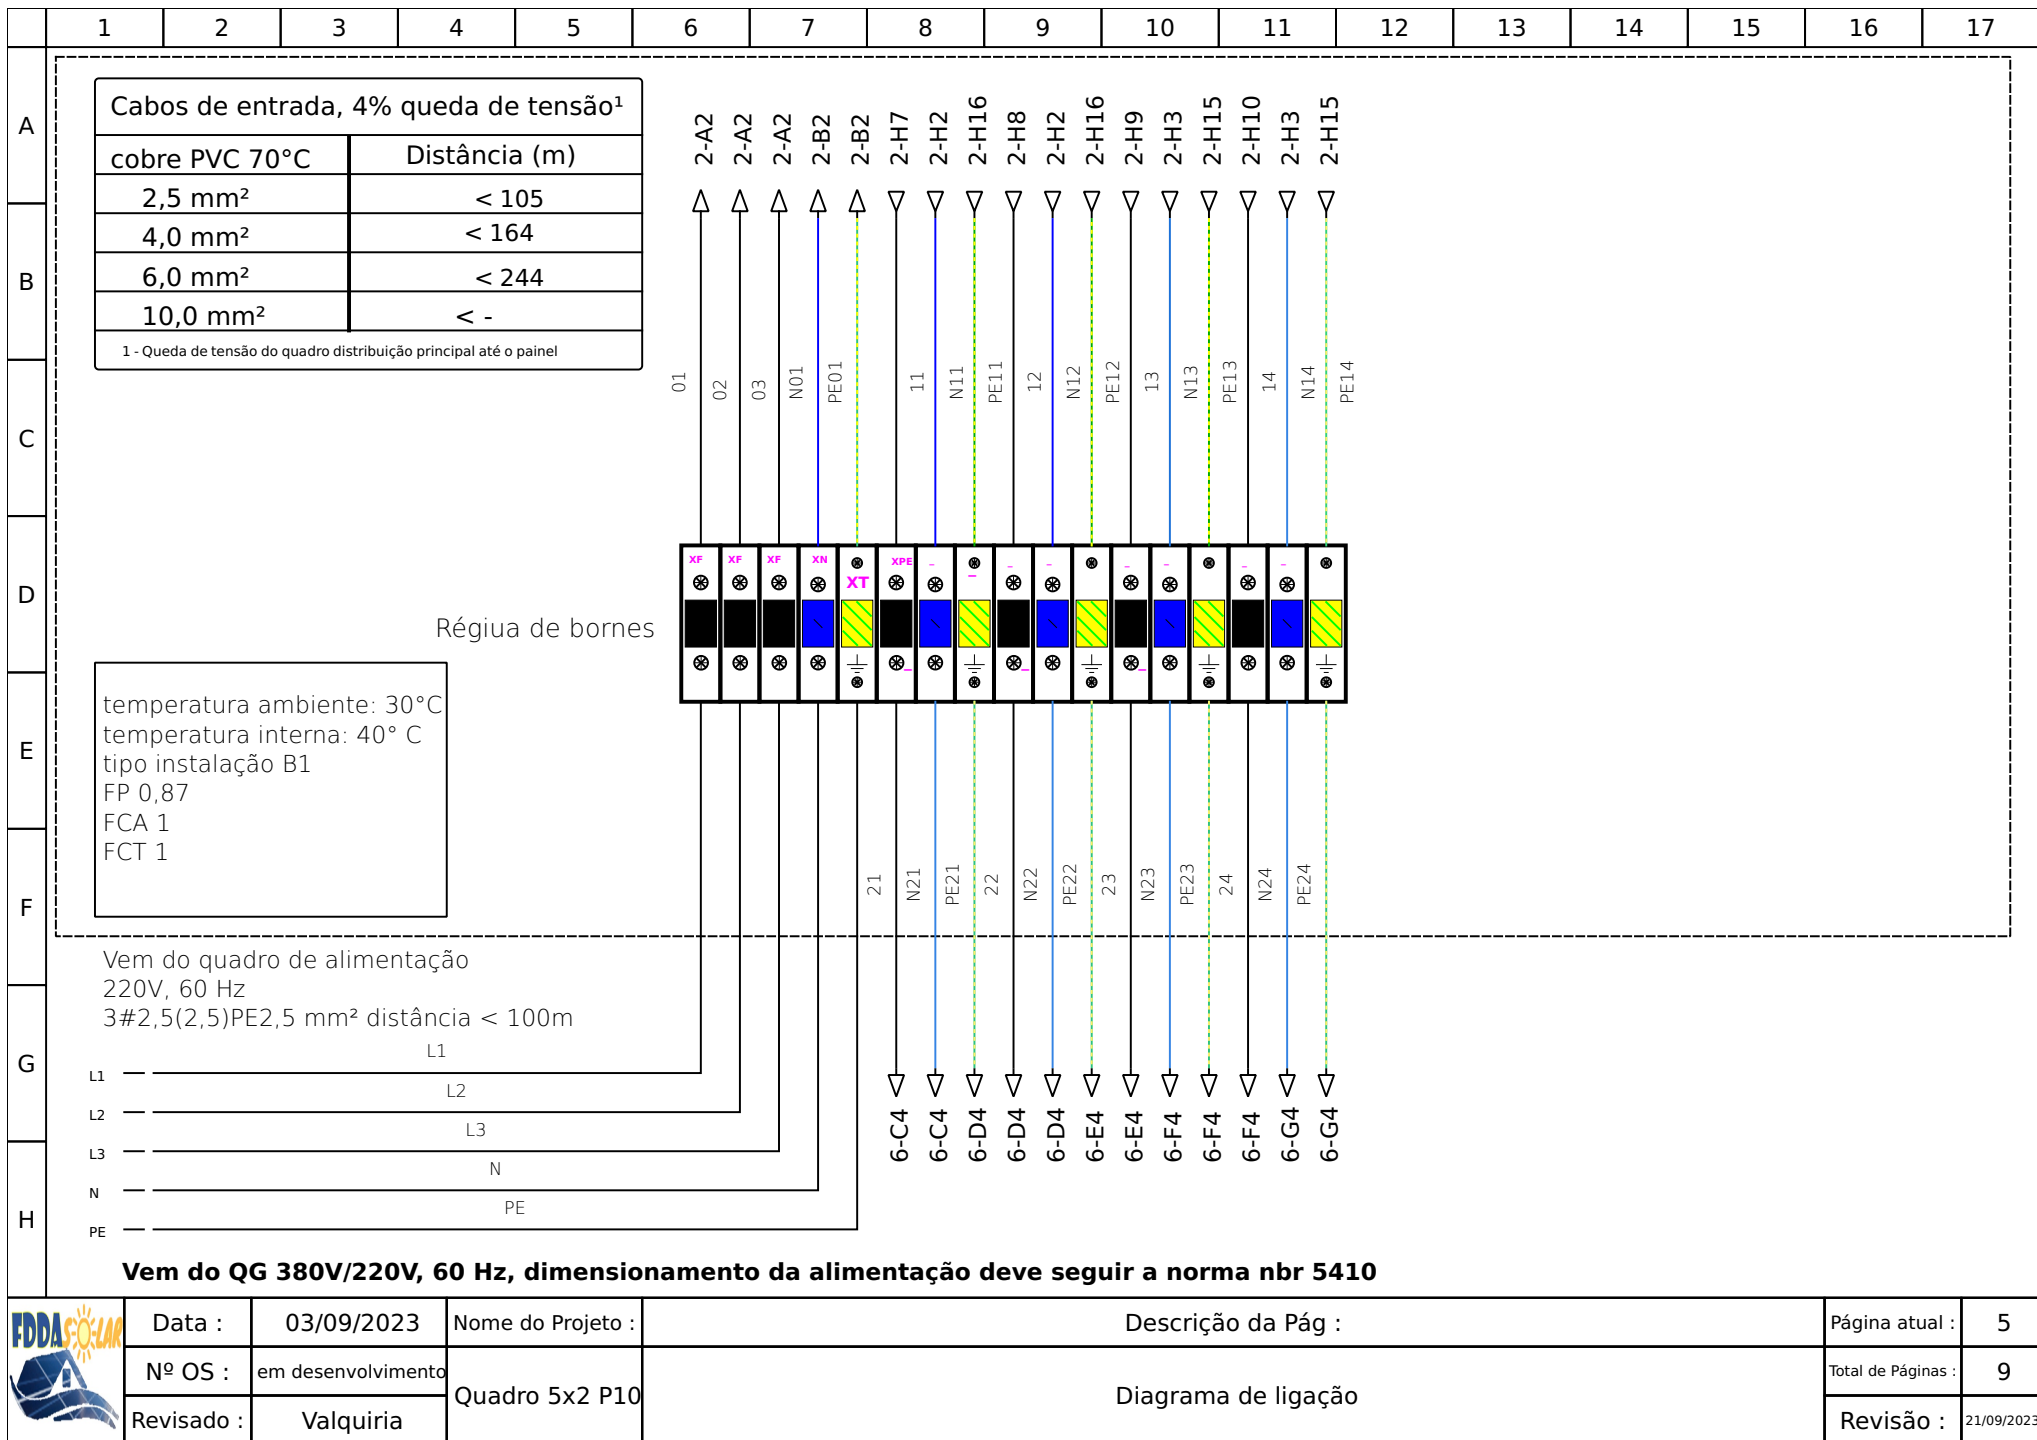 1 2 3 4 5 6 7 8 9 10 11 12 13 14 15 16 17
A
B
C
D
E
F
G
H
Cabos de entrada, 4% queda de tensão¹
cobre PVC 70°C Distância (m)
2,5 mm² < 105
4,0 mm² < 164
6,0 mm² < 244
10,0 mm² < -
1 - Queda de tensão do quadro distribuição principal até o painel
2-A2 2-A2 2-A2 2-B2 2-B2 2-H7 2-H2 2-H16 2-H8 2-H2 2-H16 2-H9 2-H3 2-H15 2-H10 2-H3 2-H15
01 02 03 N01 PE01 11 N11 PE11 12 N12 PE12 13 N13 PE13 14 N14 PE14
XF XF XF XN XT XPE
Régiua de bornes
temperatura ambiente: 30°C
temperatura interna: 40° C
tipo instalação B1
FP 0,87
FCA 1
FCT 1
21 N21 PE21 22 N22 PE22 23 N23 PE23 24 N24 PE24
Vem do quadro de alimentação
220V, 60 Hz
3#2,5(2,5)PE2,5 mm² distância < 100m
L1 L1
L2 L2
L3 L3
N N
PE PE
6-C4 6-C4 6-D4 6-D4 6-D4 6-E4 6-E4 6-F4 6-F4 6-F4 6-G4 6-G4
Vem do QG 380V/220V, 60 Hz, dimensionamento da alimentação deve seguir a norma nbr 5410
FDDA SOLAR
Data : 03/09/2023
Nº OS : em desenvolvimento
Revisado : Valquiria
Nome do Projeto :
Quadro 5x2 P10
Descrição da Pág :
Diagrama de ligação
Página atual : 5
Total de Páginas : 9
Revisão : 21/09/2023